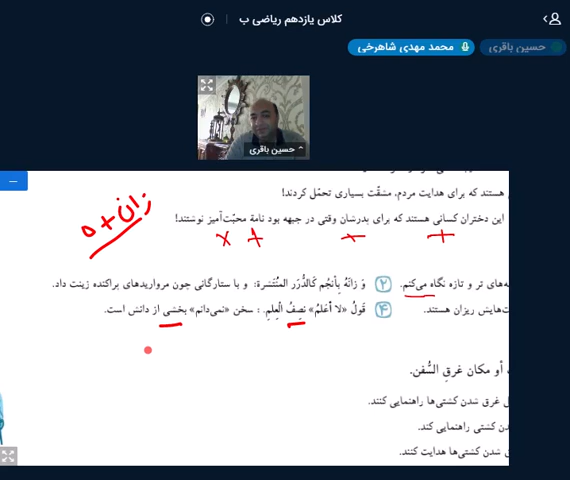 کلاس یازدهم ریاضی ب
حسین باقری
محمد مهدی شاهرخی
حسین باقری
هستند که برای هدایت مردم، مشقّت بسیاری تحمّل کردند!
این دختران کسانی هستند که برای پدرشان وقتی در جبهه بود نامهٔ محبّت‌آمیز نوشتند!
زان + ه
ه‌های تر و تازه نگاه می‌کنم.
۲ وَ زانَهُ بِأنجُمٍ کَالدُّرَرِ المُنتَشرة: و با ستارگانی چون مرواریدهای پراکنده زینت داد.
ت‌هایش ریزان هستند.
۴ قَولُ «لا أعلمُ» نِصفُ الْعِلمِ. : سخن «نمی‌دانم» بخشی از دانش است.
أو مکان غرقِ السُّفن.
ل غرق شدن کشتی‌ها راهنمایی کنند.
دن کشتی راهنمایی کند.
ق شدن کشتی‌ها هدایت کنند.